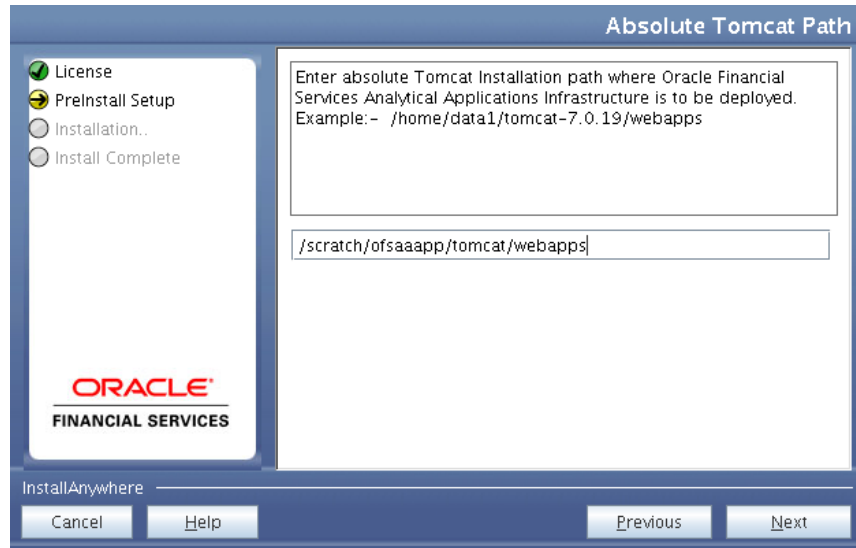 Absolute Tomcat Path
License
PreInstall Setup
Installation..
Install Complete
Enter absolute Tomcat Installation path where Oracle Financial
Services Analytical Applications Infrastructure is to be deployed.
Example:- /home/data1/tomcat-7.0.19/webapps
/scratch/ofsaaapp/tomcat/webapps
ORACLE
FINANCIAL SERVICES
InstallAnywhere
Cancel
Help
Previous
Next